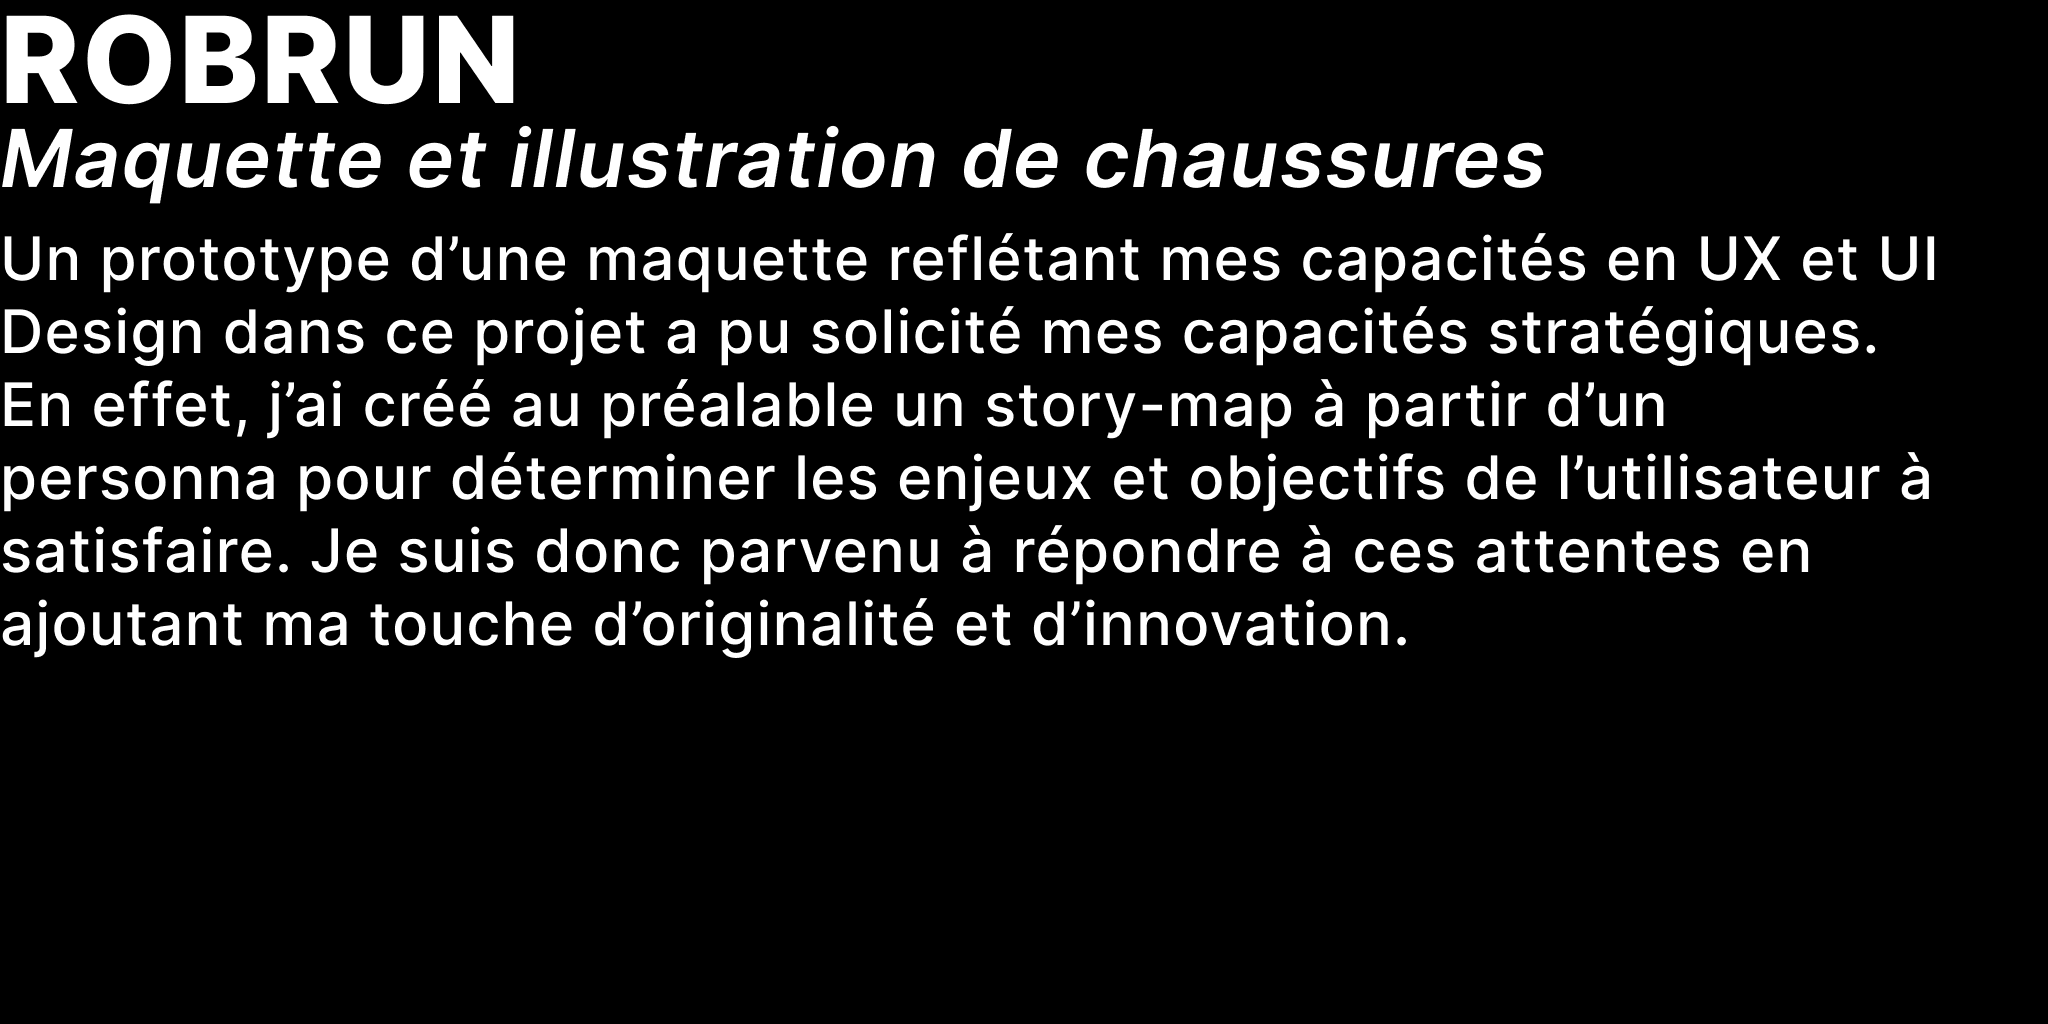 ROBRUN
Maquette et illustration de chaussures
Un prototype d’une maquette reflétant mes capacités en UX et UI
Design dans ce projet a pu solicité mes capacités stratégiques.
En effet, j’ai créé au préalable un story-map à partir d’un
personna pour déterminer les enjeux et objectifs de l’utilisateur à
satisfaire. Je suis donc parvenu à répondre à ces attentes en
ajoutant ma touche d’originalité et d’innovation.